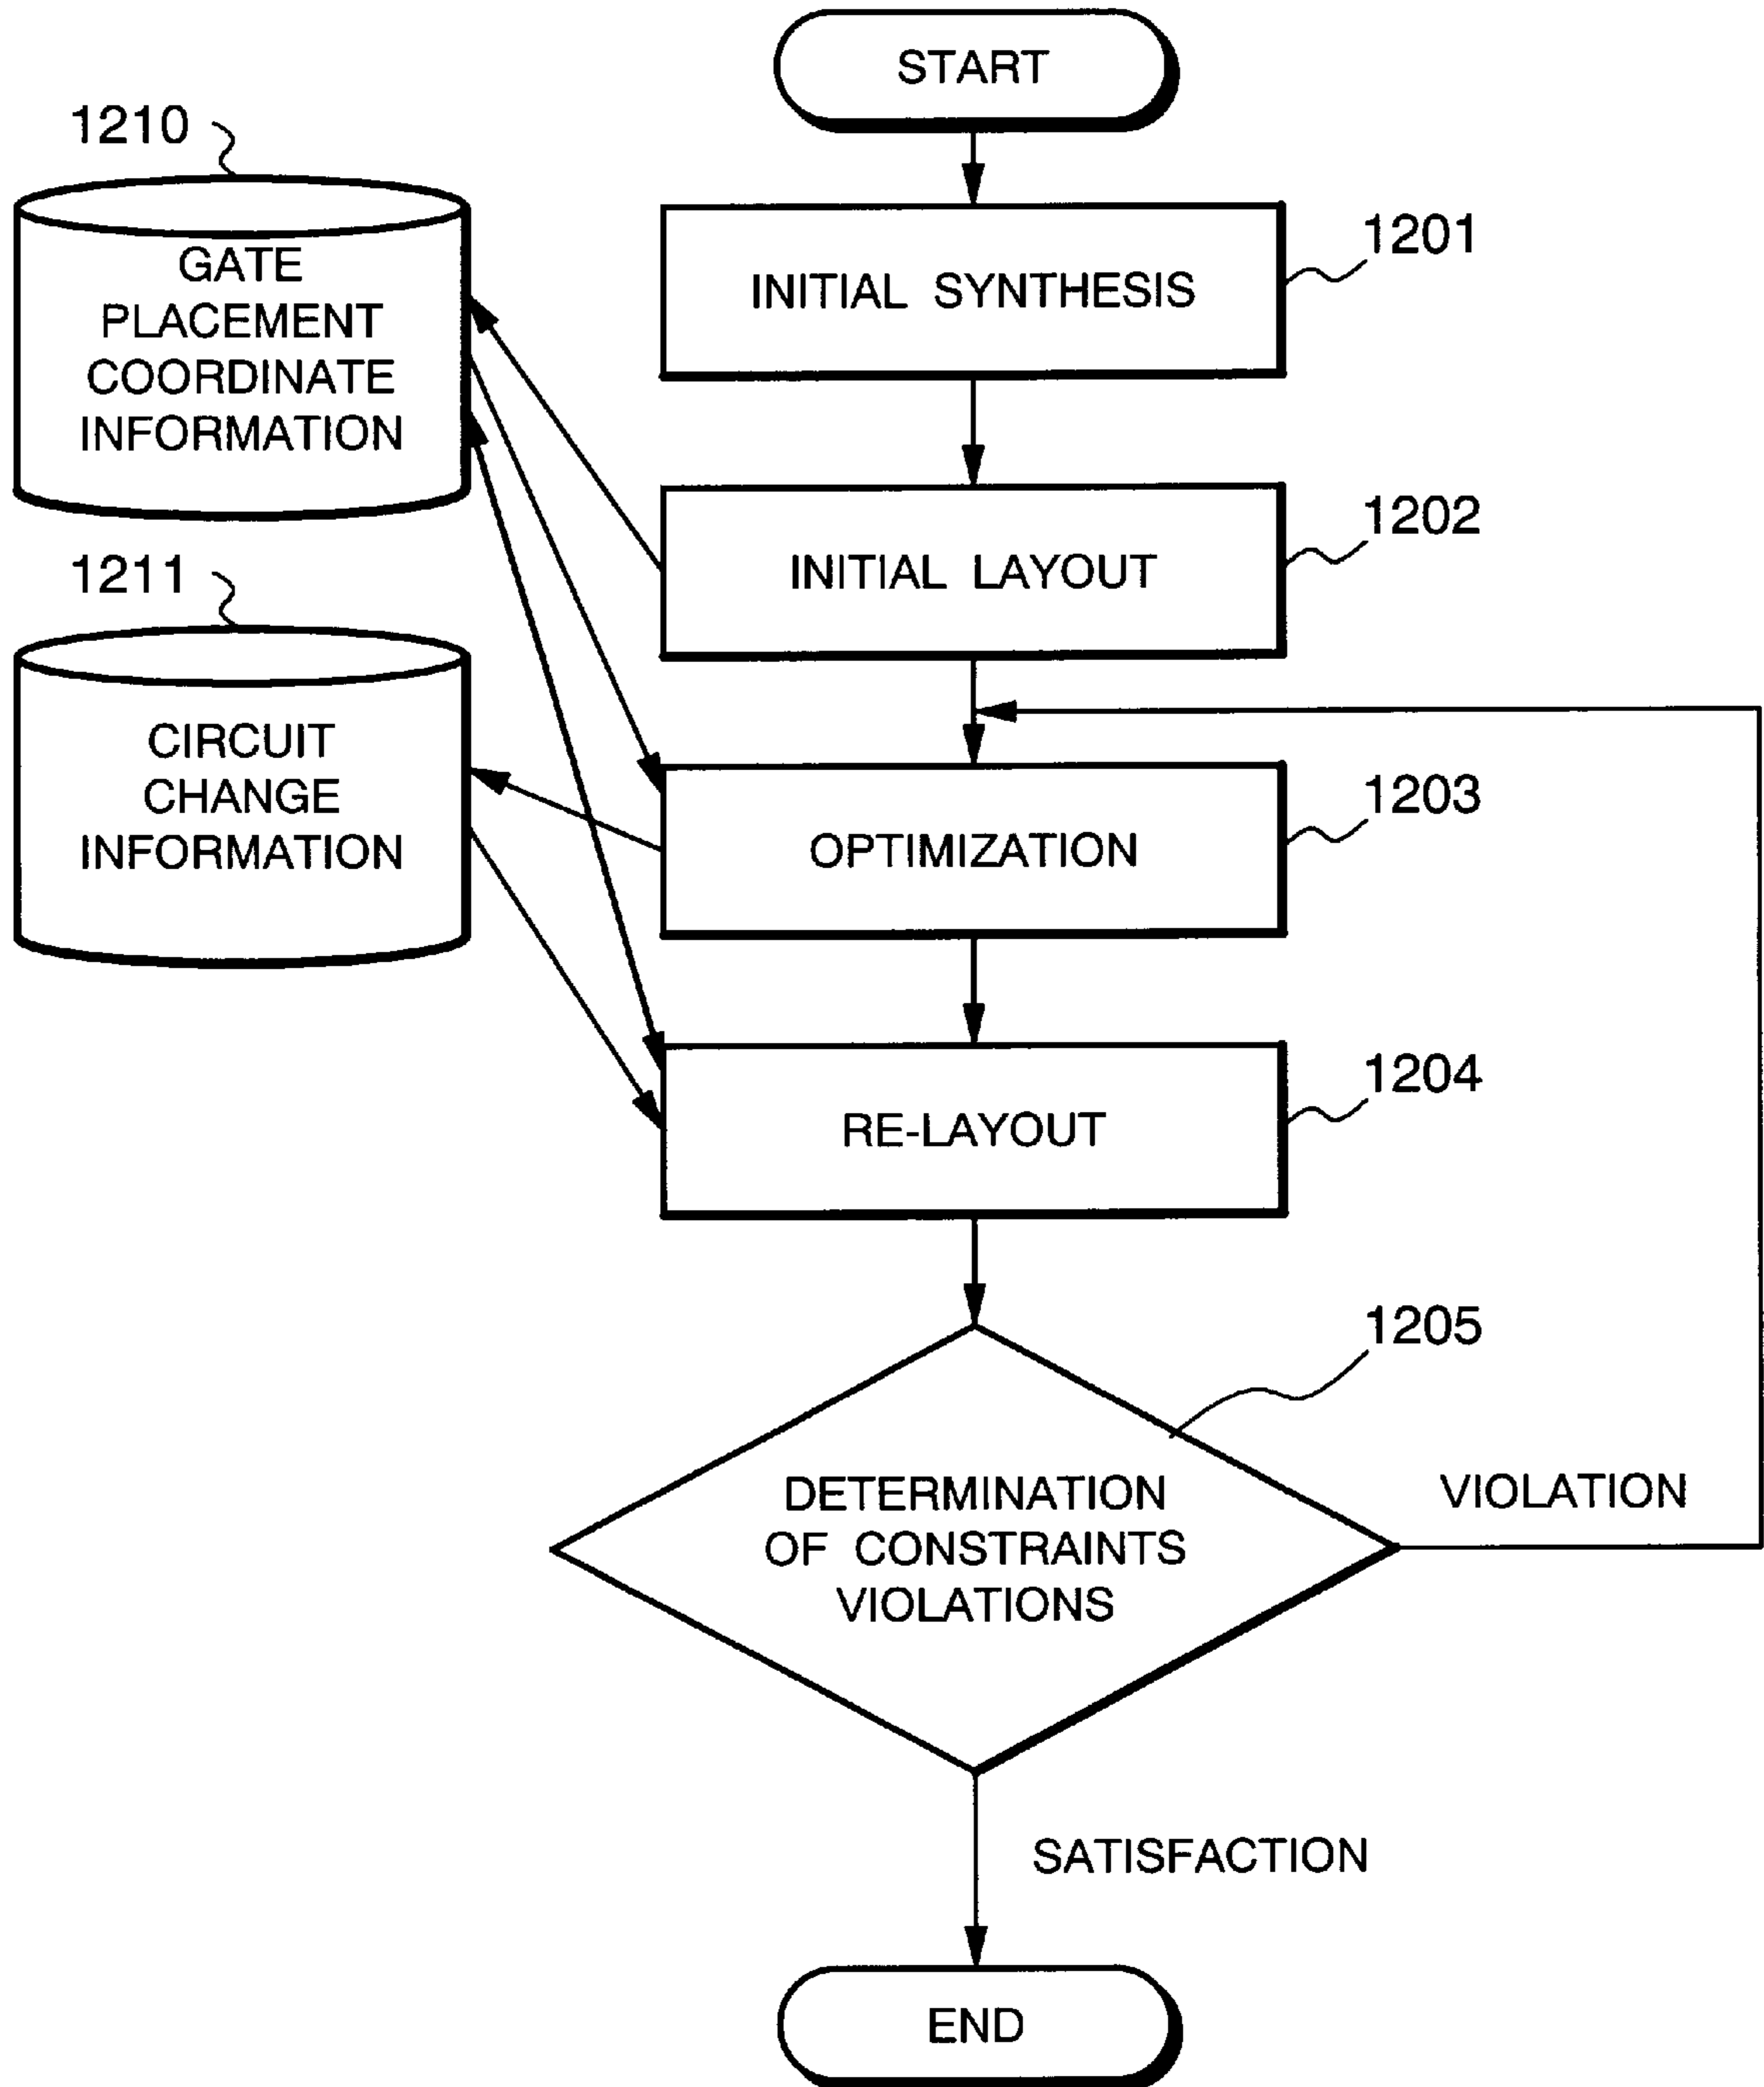 START
1210
GATE
PLACEMENT
COORDINATE
INFORMATION
1201
INITIAL SYNTHESIS
1202
INITIAL LAYOUT
1211
CIRCUIT
CHANGE
INFORMATION
1203
OPTIMIZATION
1204
RE-LAYOUT
1205
DETERMINATION
OF CONSTRAINTS
VIOLATIONS
VIOLATION
SATISFACTION
END